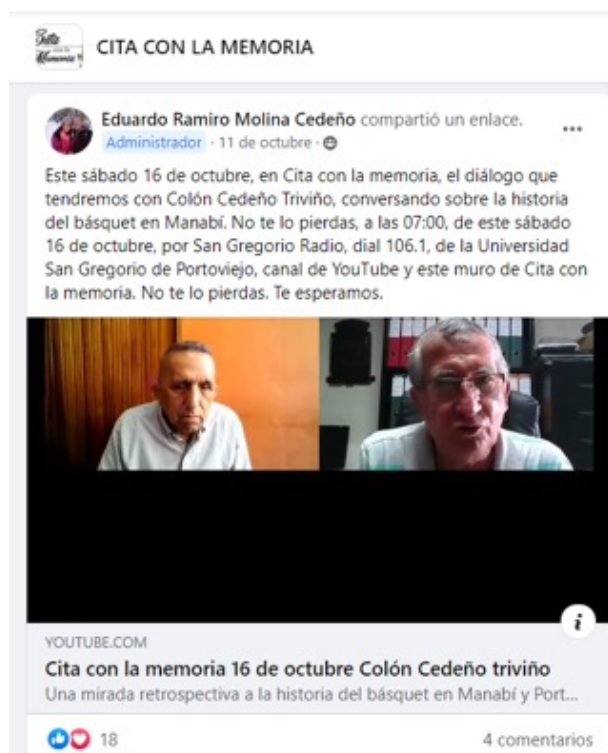 Cita
con la
Memoria
CITA CON LA MEMORIA
Eduardo Ramiro Molina Cedeño compartió un enlace.
Administrador · 11 de octubre ·
Este sábado 16 de octubre, en Cita con la memoria, el diálogo que
tendremos con Colón Cedeño Triviño, conversando sobre la historia
del básquet en Manabí. No te lo pierdas, a las 07:00, de este sábado
16 de octubre, por San Gregorio Radio, dial 106.1, de la Universidad
San Gregorio de Portoviejo, canal de YouTube y este muro de Cita con
la memoria. No te lo pierdas. Te esperamos.
YOUTUBE.COM
Cita con la memoria 16 de octubre Colón Cedeño triviño
Una mirada retrospectiva a la historia del básquet en Manabí y Port...
18
4 comentarios